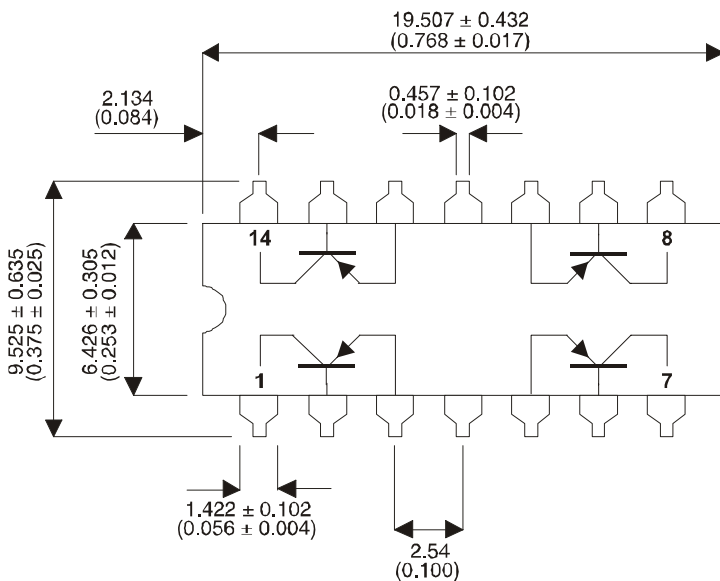 19.507 ± 0.432
(0.768 ± 0.017)
2.134
(0.084)
0.457 ± 0.102
(0.018 ± 0.004)
9.525 ± 0.635
(0.375 ± 0.025)
6.426 ± 0.305
(0.253 ± 0.012)
14
8
1
7
1.422 ± 0.102
(0.056 ± 0.004)
2.54
(0.100)